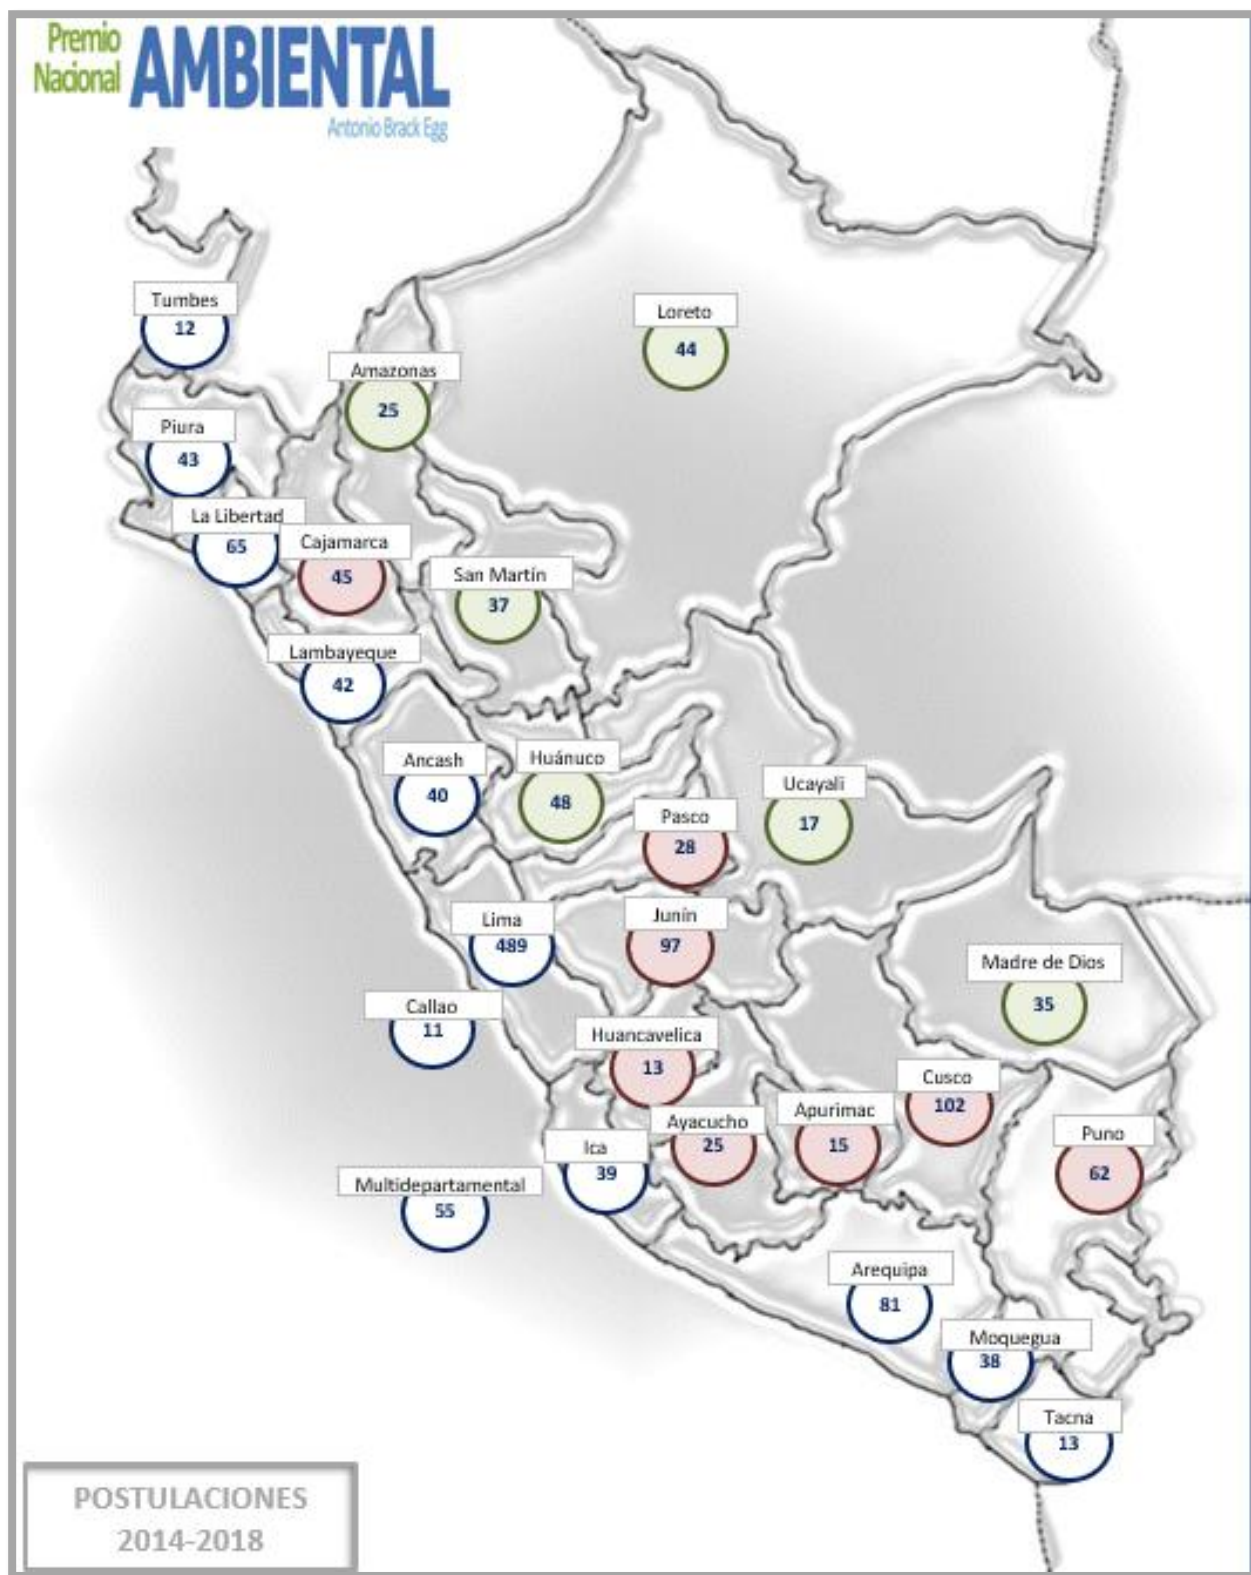 Premio
Nacional
AMBIENTAL
Antonio Brack Egg
Tumbes
12
Loreto
44
Amazonas
25
Piura
43
La Libertad
65
Cajamarca
45
San Martín
37
Lambayeque
42
Ancash
40
Huánuco
48
Ucayali
17
Pasco
28
Lima
489
Junín
97
Madre de Dios
35
Callao
11
Huancavelica
13
Cusco
102
Ayacucho
25
Apurimac
15
Puno
62
Ica
39
Multidepartamental
55
Arequipa
81
Moquegua
38
Tacna
13
POSTULACIONES
2014-2018